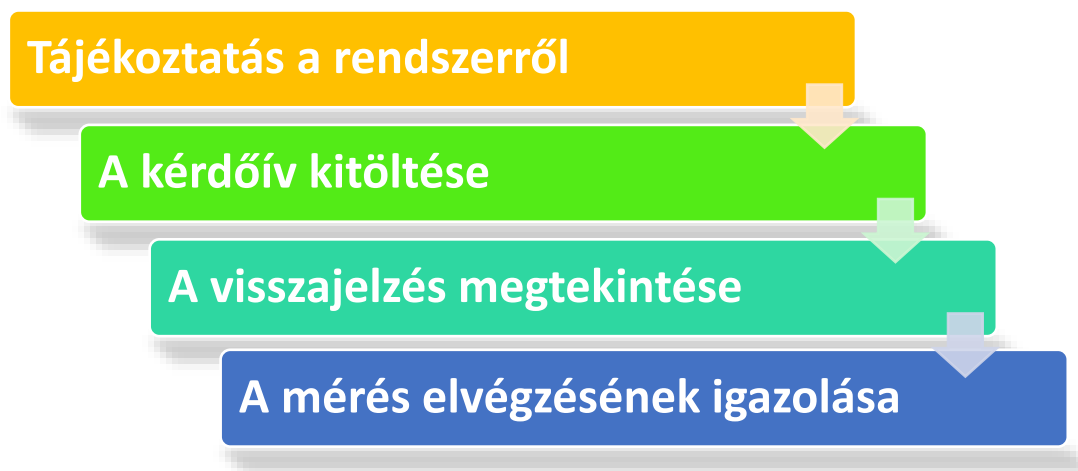 Tájékoztatás a rendszerről
A kérdőív kitöltése
A visszajelzés megtekintése
A mérés elvégzésének igazolása